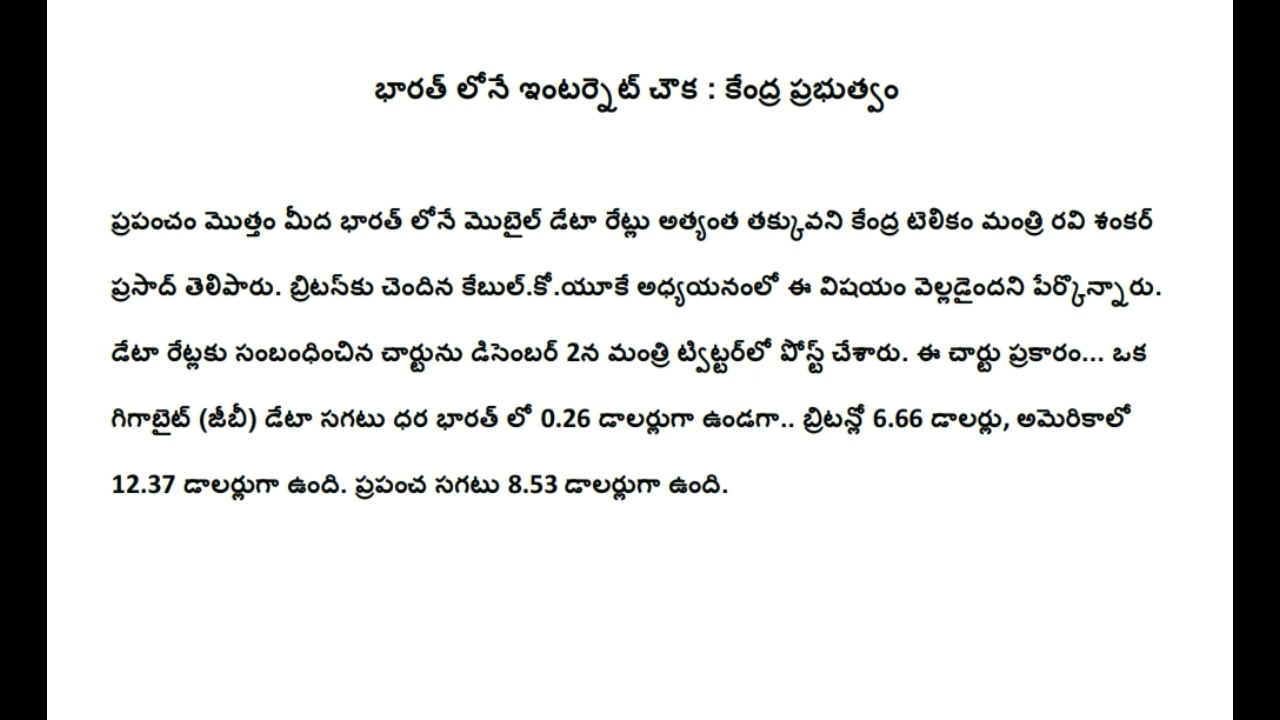 భారత్ లోనే ఇంటర్నెట్ చౌక : కేంద్ర ప్రభుత్వం
ప్రపంచం మొత్తం మీద భారత్ లోనే మొబైల్ డేటా రేట్లు అత్యంత తక్కువని కేంద్ర టెలికం మంత్రి రవి శంకర్
ప్రసాద్ తెలిపారు. బ్రిటస్‌కు చెందిన కేబుల్.కో.యూకే అధ్యయనంలో ఈ విషయం వెల్లడైందని పేర్కొన్నారు.
డేటా రేట్లకు సంబంధించిన చార్టును డిసెంబర్ 2న మంత్రి ట్విట్టర్‌లో పోస్ట్ చేశారు. ఈ చార్టు ప్రకారం... ఒక
గిగాబైట్ (జీబీ) డేటా సగటు ధర భారత్ లో 0.26 డాలర్లుగా ఉండగా.. బ్రిటన్లో 6.66 డాలర్లు, అమెరికాలో
12.37 డాలర్లుగా ఉంది. ప్రపంచ సగటు 8.53 డాలర్లుగా ఉంది.